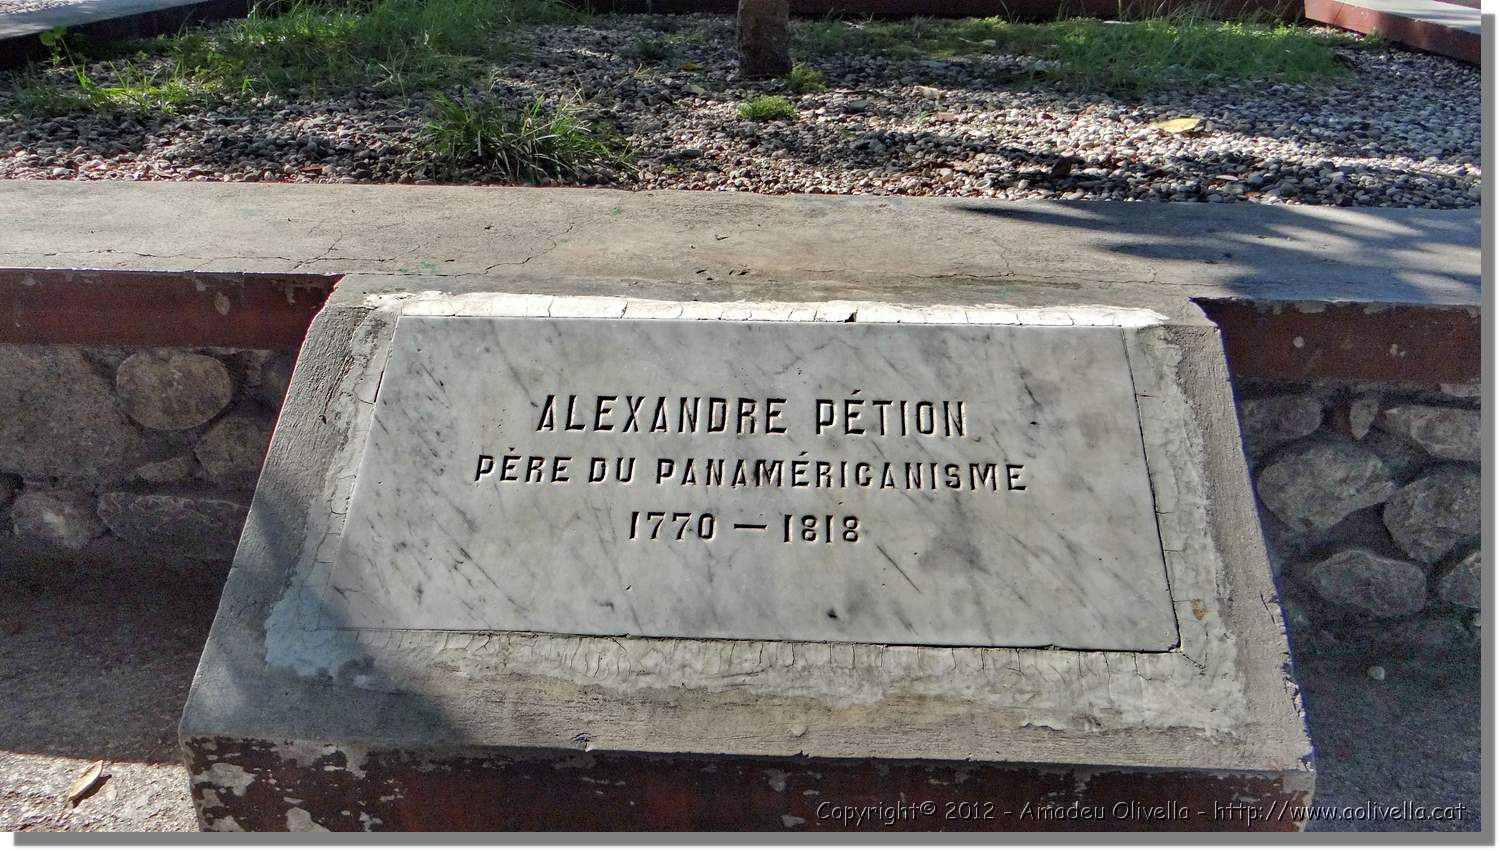 ALEXANDRE PÉTION
PÈRE DU PANAMÉRICANISME
1770 — 1818
Copyright© 2012 - Amadeu Olivella - http://www.aolivella.cat